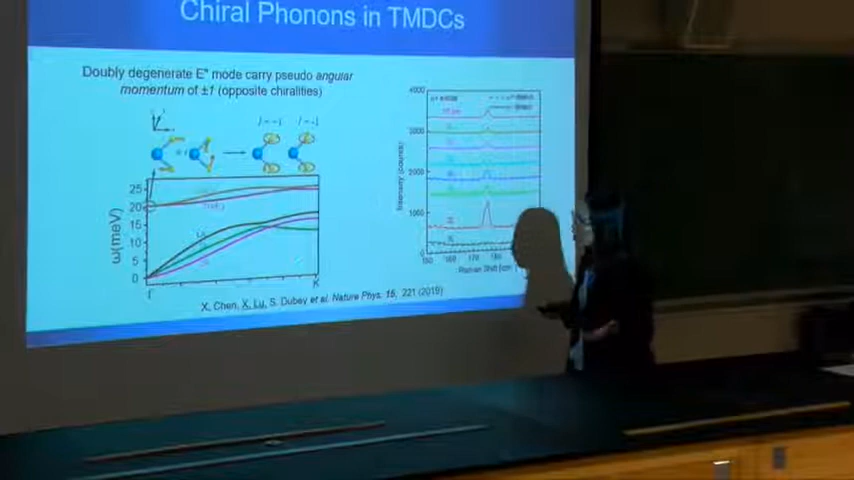 Chiral Phonons in TMDCs
Doubly degenerate E" mode carry pseudo angular
momentum of ±1 (opposite chiralities)
ω(meV)
25
20
15
10
5
0
Γ
K
4000
3000
2000
1000
0
Intensity (counts)
Raman Shift (cm
X. Chen, X. Lu, S. Dubey et al. Nature Phys. 15, 221 (2019)